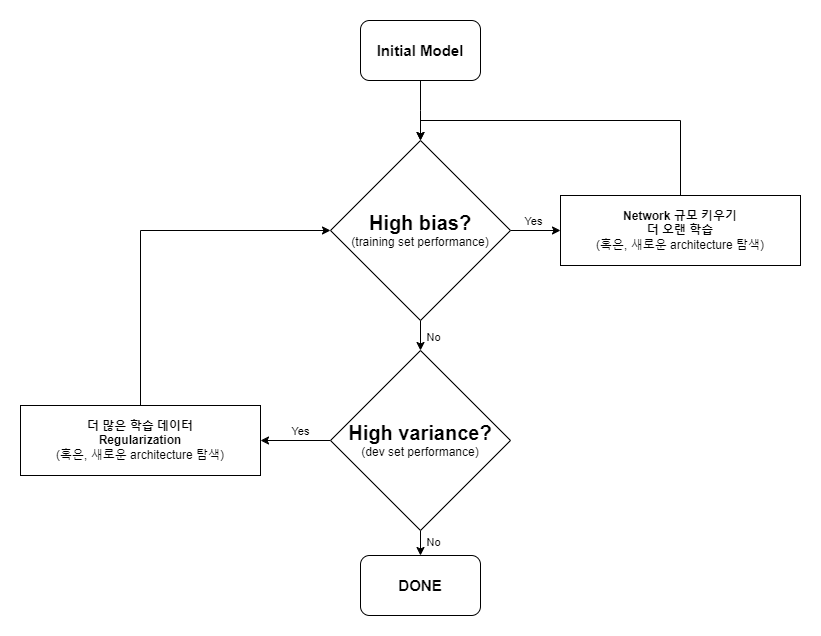 Initial Model
High bias?
(training set performance)
Yes
Network 규모 키우기
더 오랜 학습
(혹은, 새로운 architecture 탐색)
No
High variance?
(dev set performance)
Yes
더 많은 학습 데이터
Regularization
(혹은, 새로운 architecture 탐색)
No
DONE